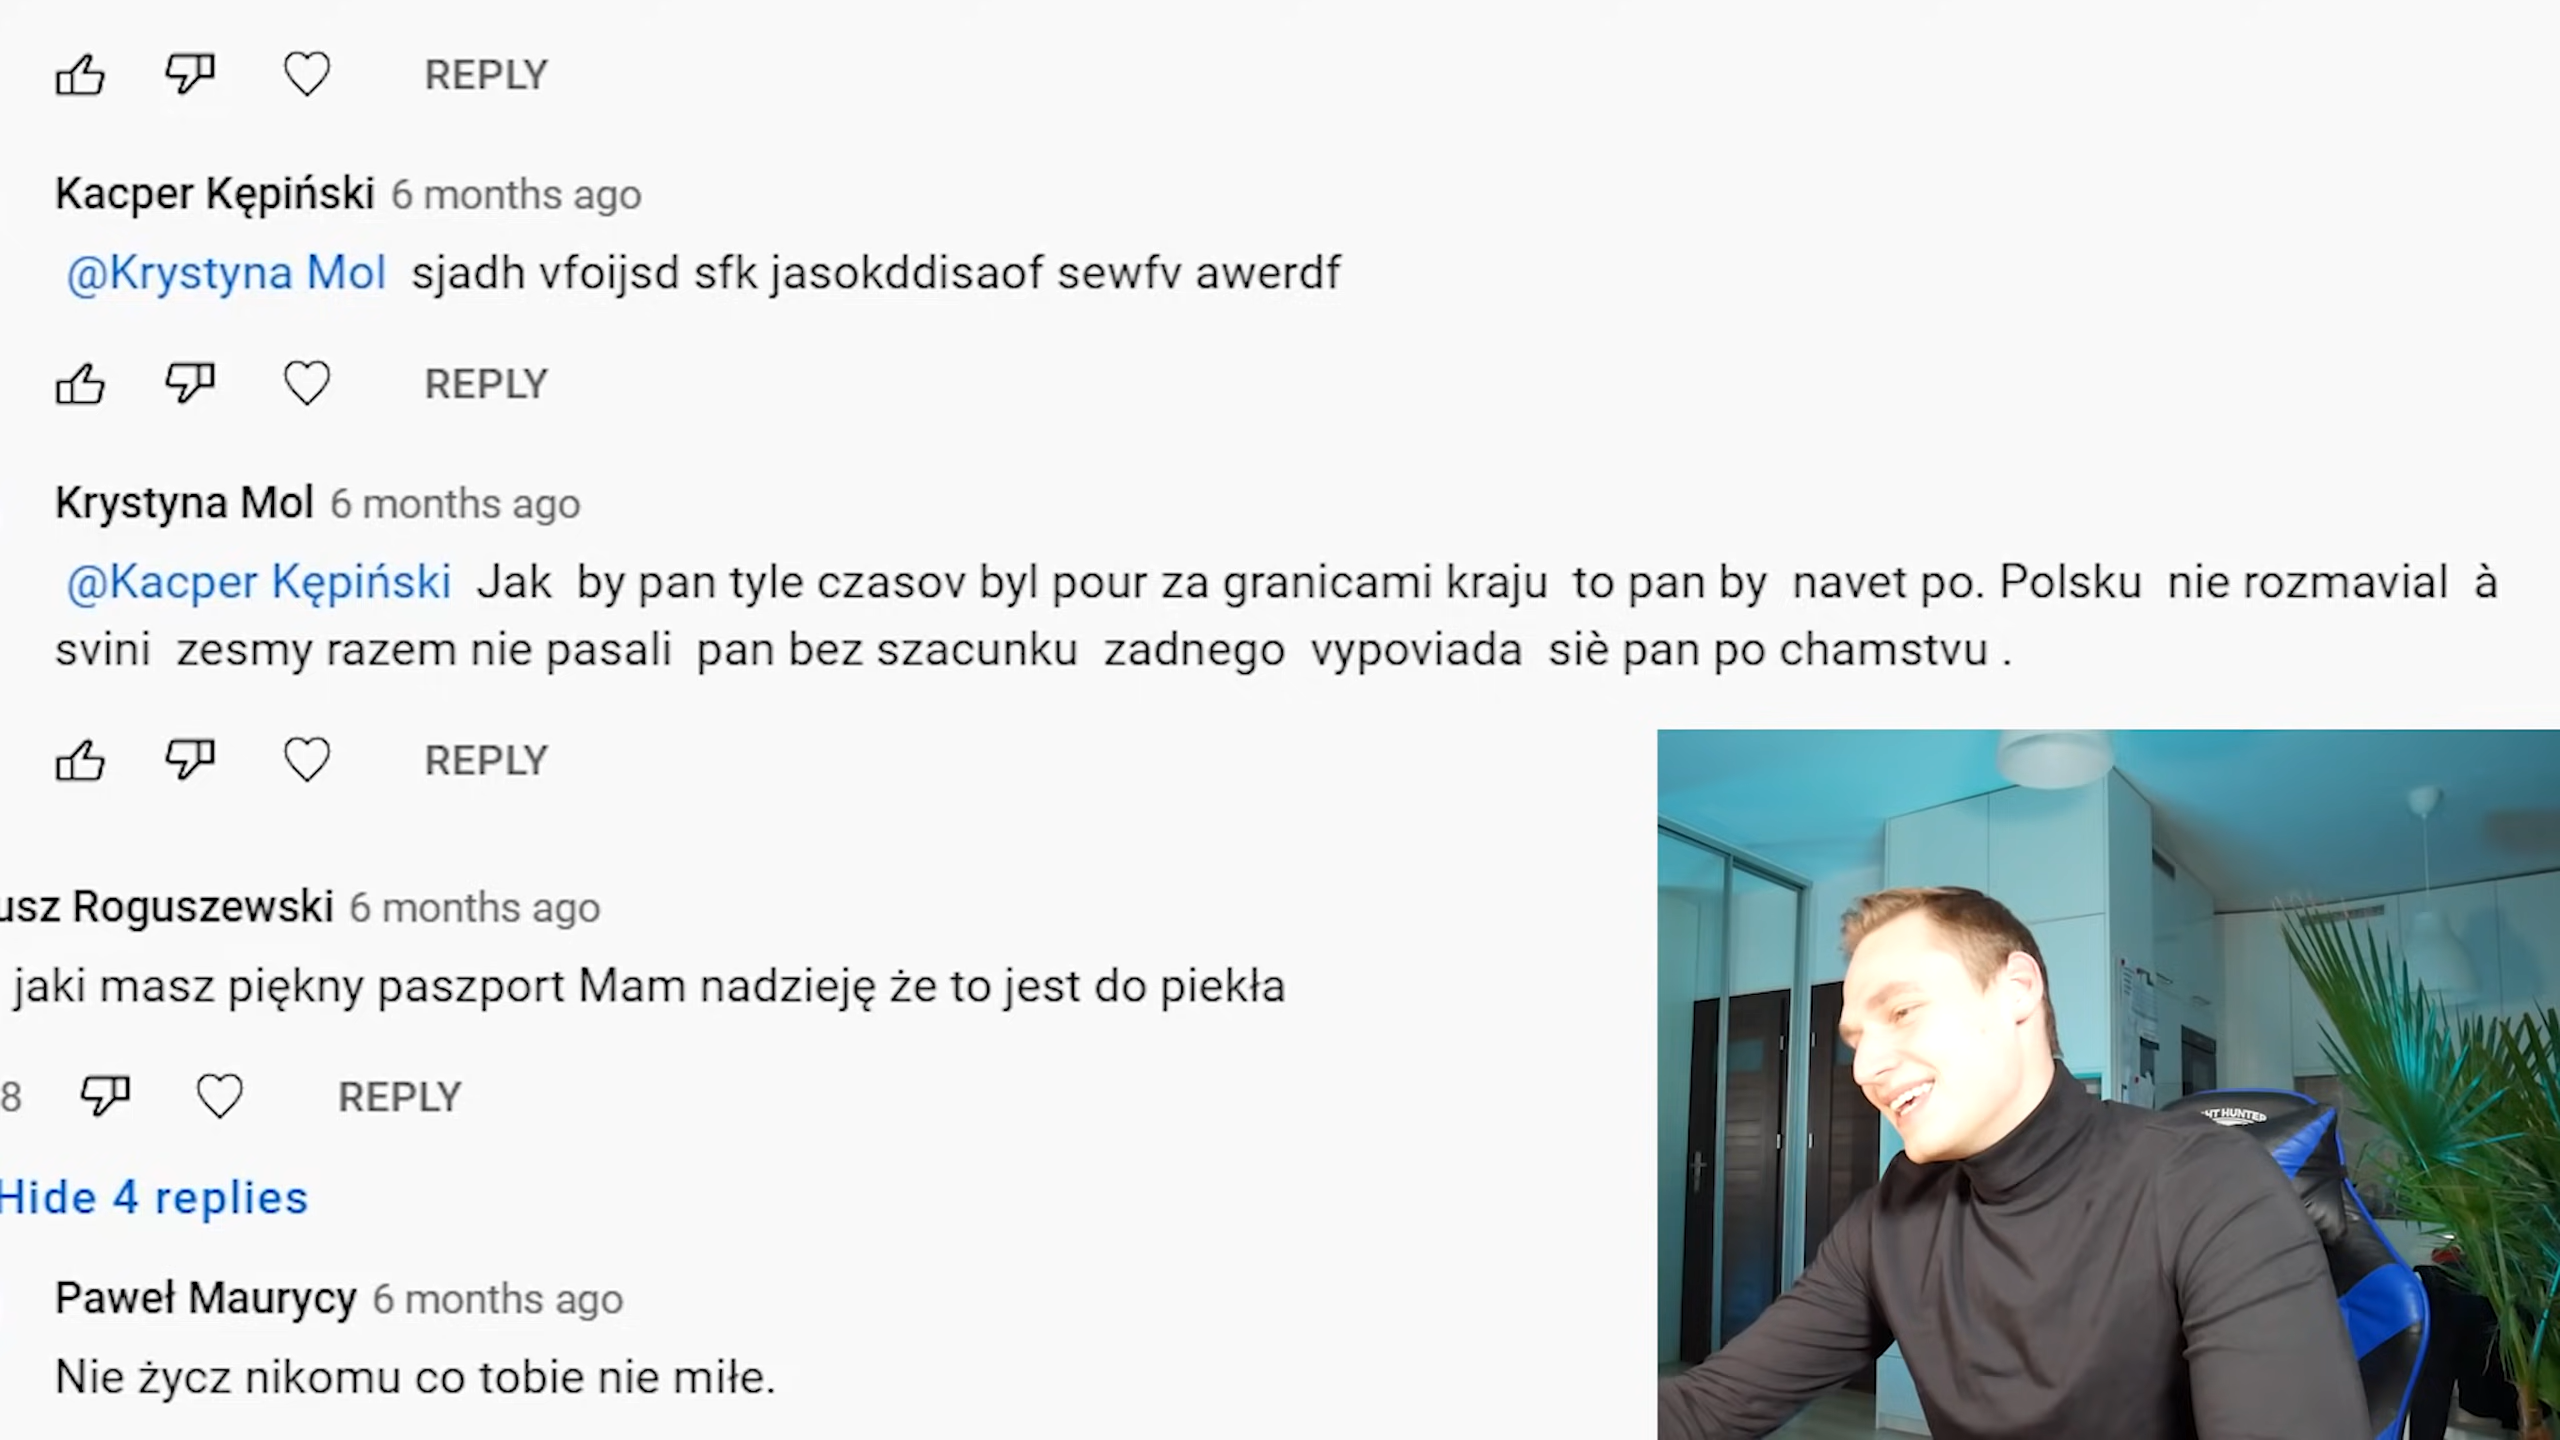 REPLY
Kacper Kępiński 6 months ago
@Krystyna Mol sjadh vfoijsd sfk jasokddisaof sewfv awerdf
REPLY
Krystyna Mol 6 months ago
@Kacper Kępiński Jak by pan tyle czasov byl pour za granicami kraju to pan by navet po. Polsku nie rozmavial à
svini zesmy razem nie pasali pan bez szacunku zadnego vypoviada siè pan po chamstvu .
REPLY
usz Roguszewski 6 months ago
jaki masz piękny paszport Mam nadzieję że to jest do piekła
8 REPLY
Hide 4 replies
HT HUNTER
Paweł Maurycy 6 months ago
Nie życz nikomu co tobie nie miłe.